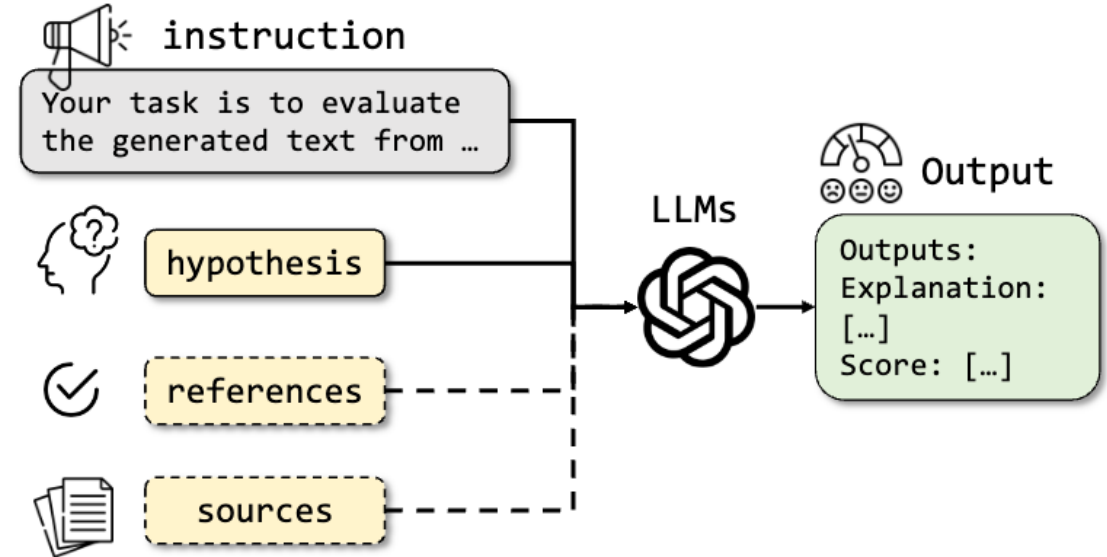 instruction
Your task is to evaluate
the generated text from …
?
hypothesis
references
sources
LLMs
Output
Outputs:
Explanation:
[…]
Score: […]